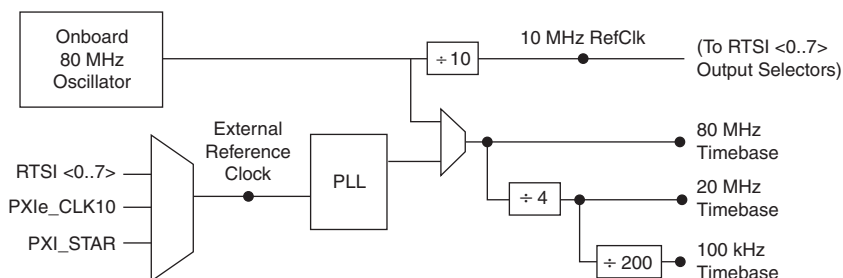 Onboard
80 MHz
Oscillator
÷ 10
10 MHz RefClk
(To RTSI <0..7>
Output Selectors)
External
Reference
Clock
RTSI <0..7>
PXIe_CLK10
PXI_STAR
PLL
80 MHz
Timebase
÷ 4
20 MHz
Timebase
÷ 200
100 kHz
Timebase